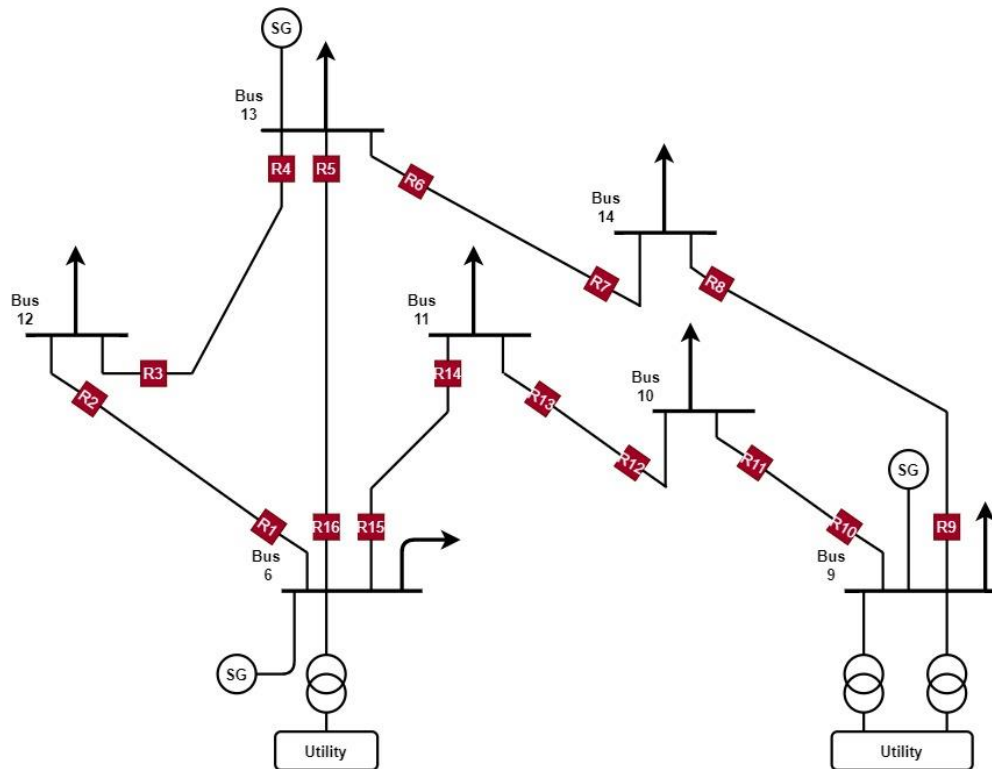 SG
Bus
13
R4
R5
R6
Bus
14
R7
R8
Bus
12
Bus
11
R3
R14
R2
R13
Bus
10
R12
R11
SG
R1
R16
R15
R10
R9
Bus
6
Bus
9
SG
Utility
Utility